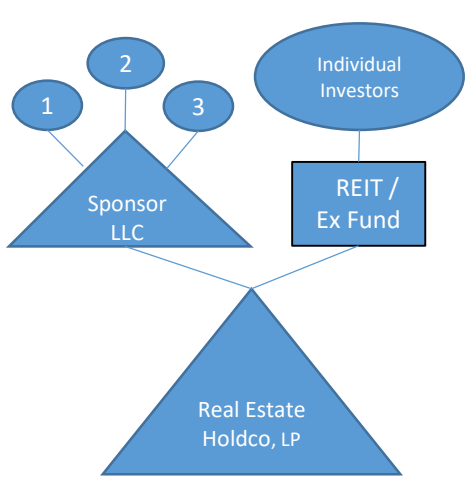 1
2
3
Individual
Investors
Sponsor
LLC
REIT /
Ex Fund
Real Estate
Holdco, LP